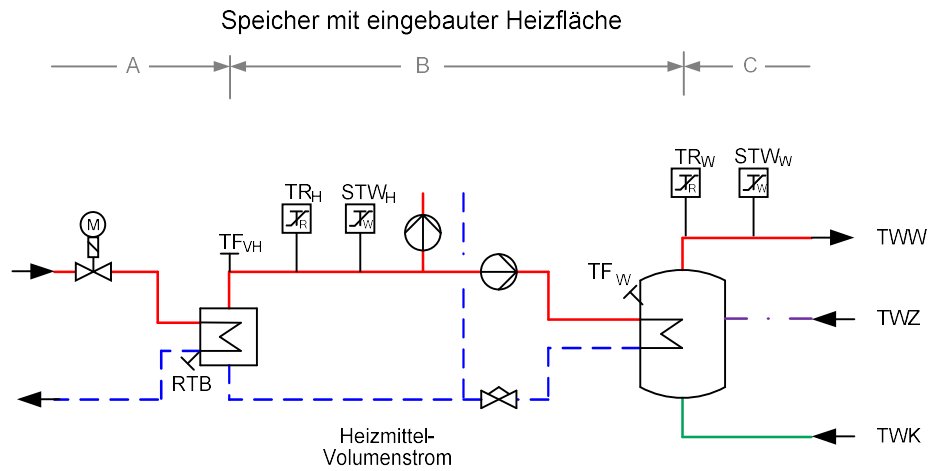 Speicher mit eingebauter Heizfläche
A
B
C
TRW
STWW
TRH
STWH
R
W
M
R
W
TFVH
TWW
TFW
TWZ
RTB
TWK
Heizmittel-
Volumenstrom